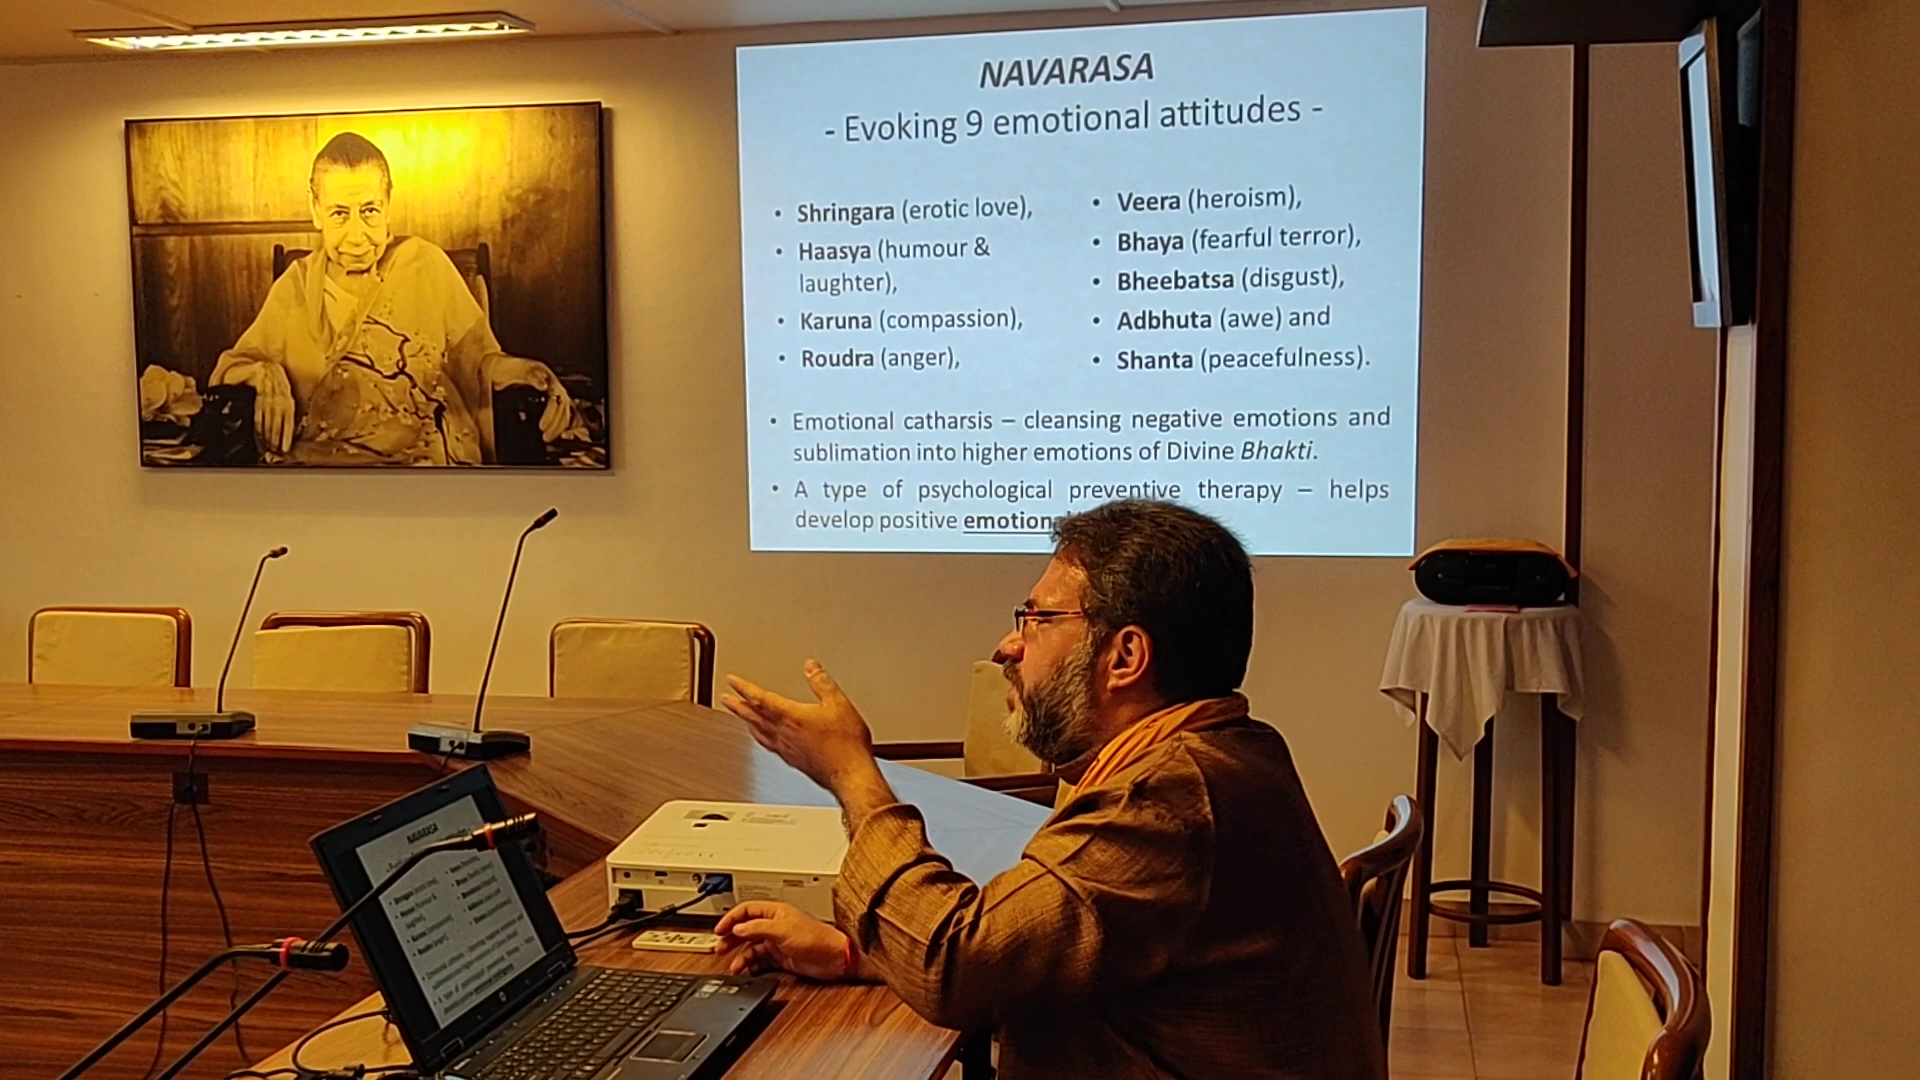 NAVARASA
- Evoking 9 emotional attitudes -
• Shringara (erotic love),
• Haasya (humour &
laughter),
• Karuna (compassion),
• Roudra (anger),
• Veera (heroism),
• Bhaya (fearful terror),
• Bheebatsa (disgust),
• Adbhuta (awe) and
• Shanta (peacefulness).
• Emotional catharsis – cleansing negative emotions and
sublimation into higher emotions of Divine Bhakti.
• A type of psychological preventive therapy – helps
develop positive
NAVARASA